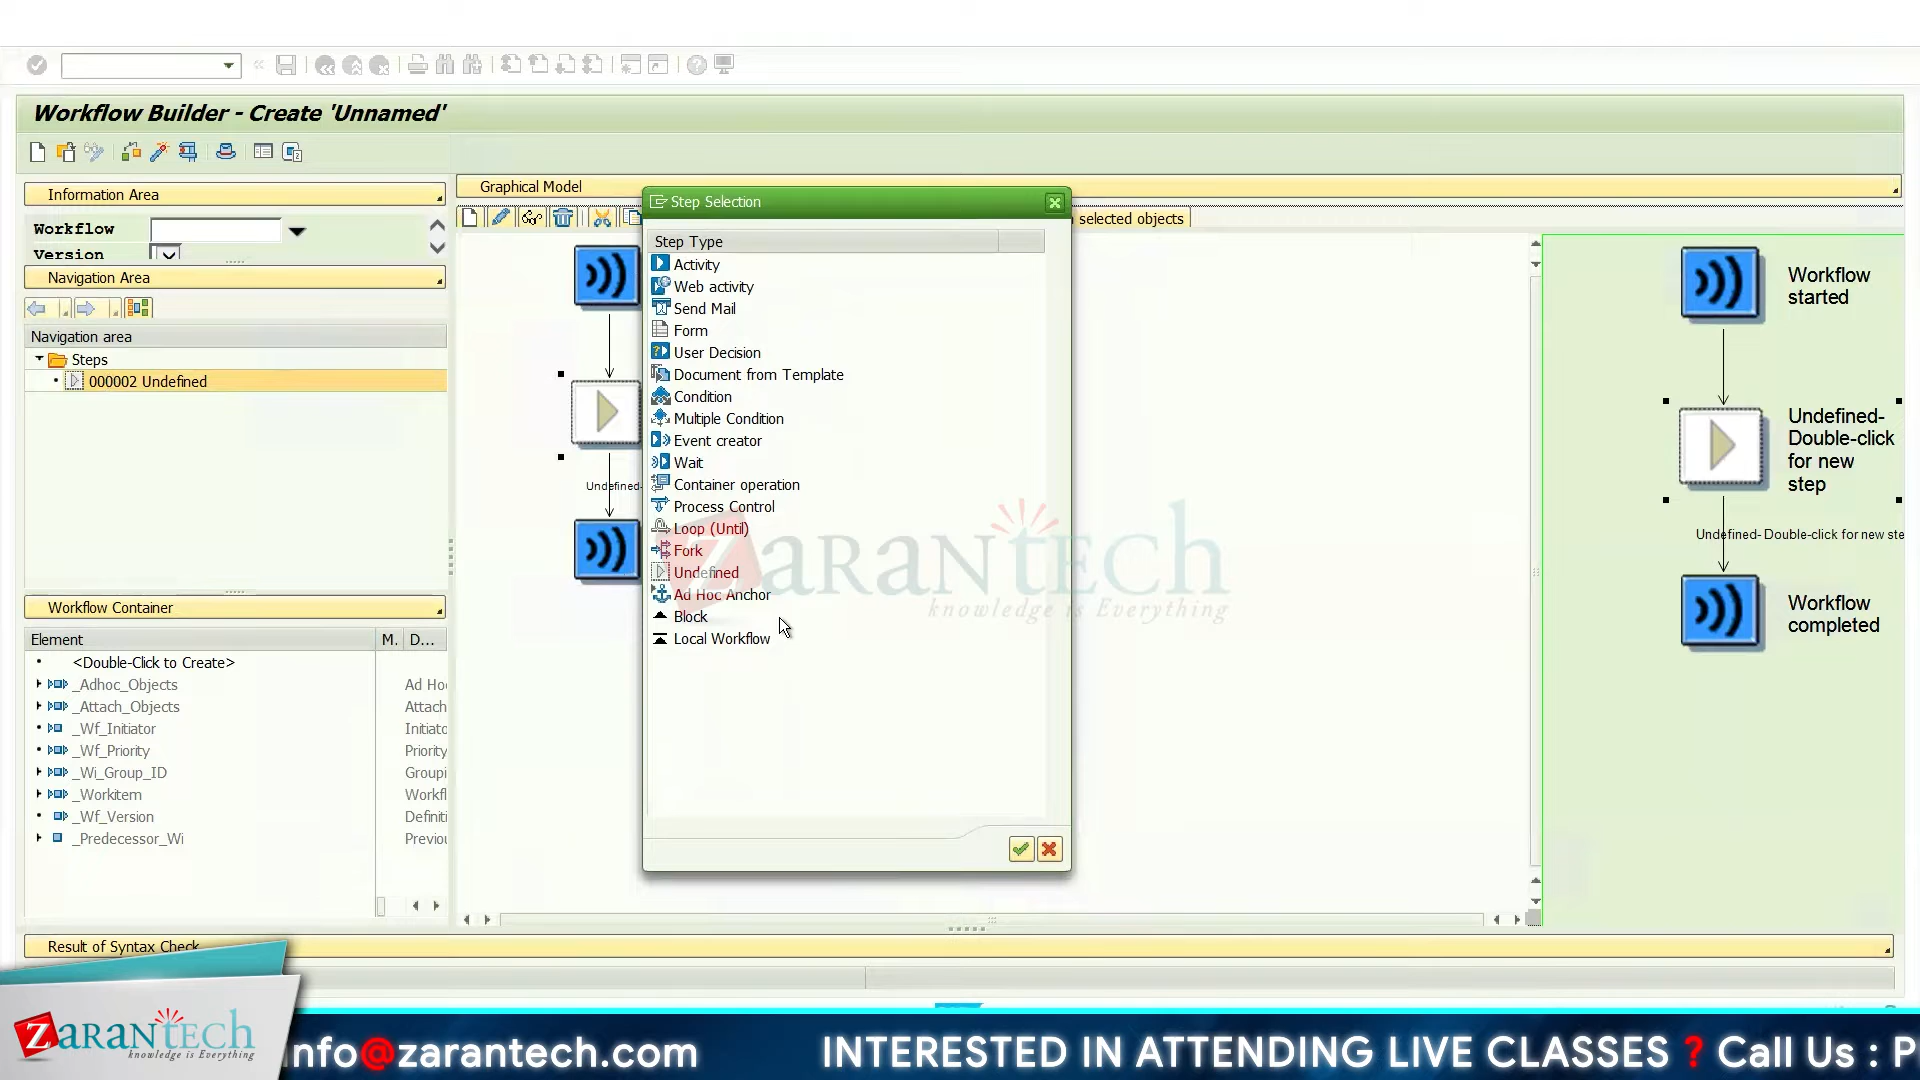 Workflow Builder - Create 'Unnamed'
Information Area
Workflow
Version
Navigation Area
Navigation area
Steps
000002 Undefined
Workflow Container
Element M. D...
<Double-Click to Create>
_Adhoc_Objects Ad Ho
_Attach_Objects Attach
_Wf_Initiator Initiato
_Wf_Priority Priority
_Wi_Group_ID Groupi
_Workitem Workfl
_Wf_Version Definiti
_Predecessor_Wi Previou
Graphical Model
selected objects
Undefined-
Step Selection
Step Type
Activity
Web activity
Send Mail
Form
User Decision
Document from Template
Condition
Multiple Condition
Event creator
Wait
Container operation
Process Control
Loop (Until)
Fork
Undefined
Ad Hoc Anchor
Block
Local Workflow
ZARANTECH
knowledge is Everything
Workflow
started
Undefined-
Double-click
for new
step
Undefined- Double-click for new ste
Workflow
completed
Result of Syntax Check
ZARANTECH
knowledge is Everything
nfo@zarantech.com INTERESTED IN ATTENDING LIVE CLASSES ? Call Us : P